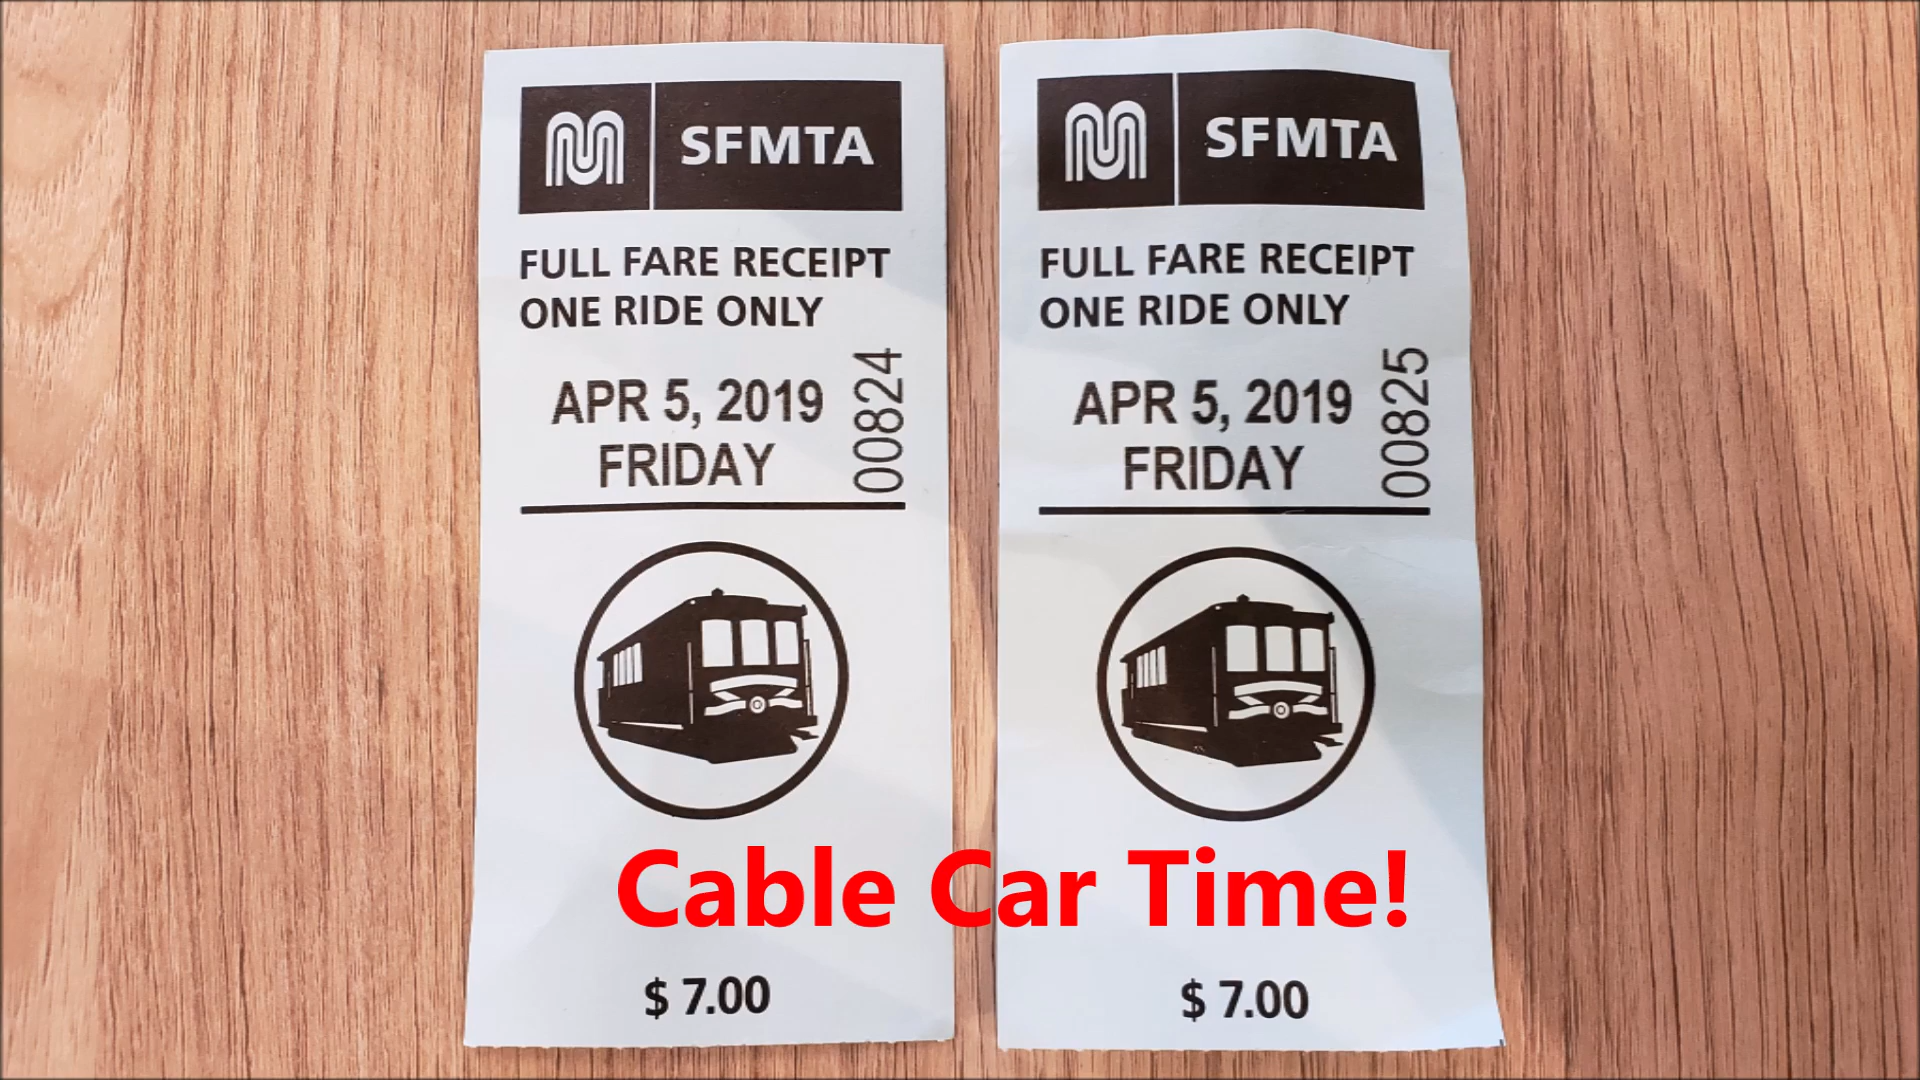 SFMTA
FULL FARE RECEIPT
ONE RIDE ONLY
APR 5, 2019
FRIDAY
00824
$ 7.00
SFMTA
FULL FARE RECEIPT
ONE RIDE ONLY
APR 5, 2019
FRIDAY
00825
$ 7.00
Cable Car Time!